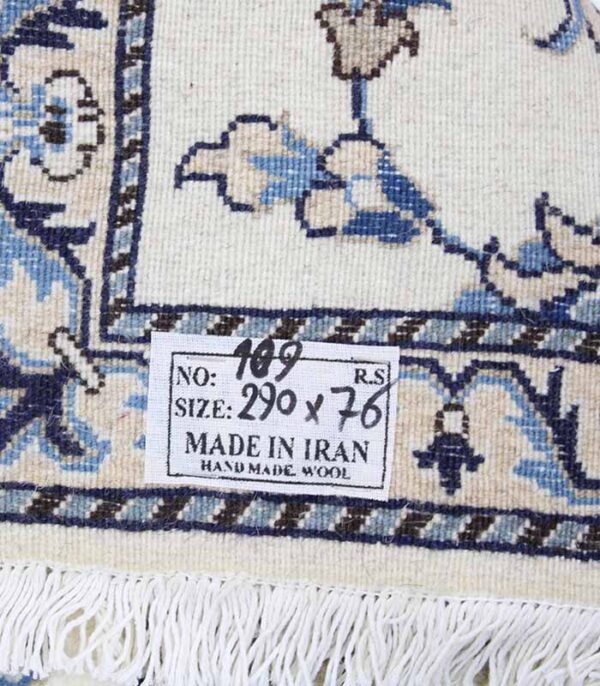 NO: 109 R.S
SIZE: 290 x 76
MADE IN IRAN
HAND MADE. WOOL